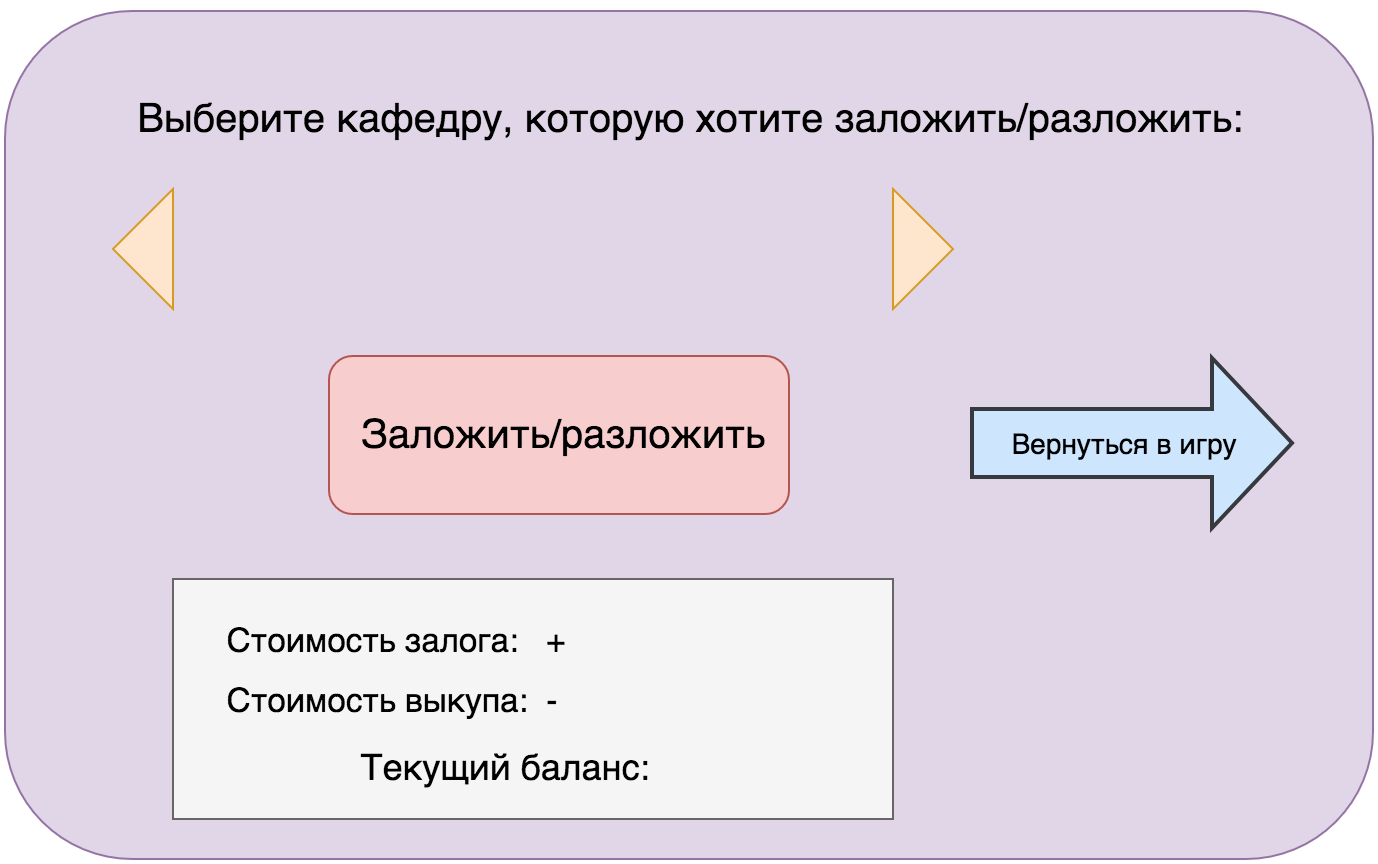 Выберите кафедру, которую хотите заложить/разложить:
Заложить/разложить
Вернуться в игру
Стоимость залога: +
Стоимость выкупа: -
Текущий баланс: